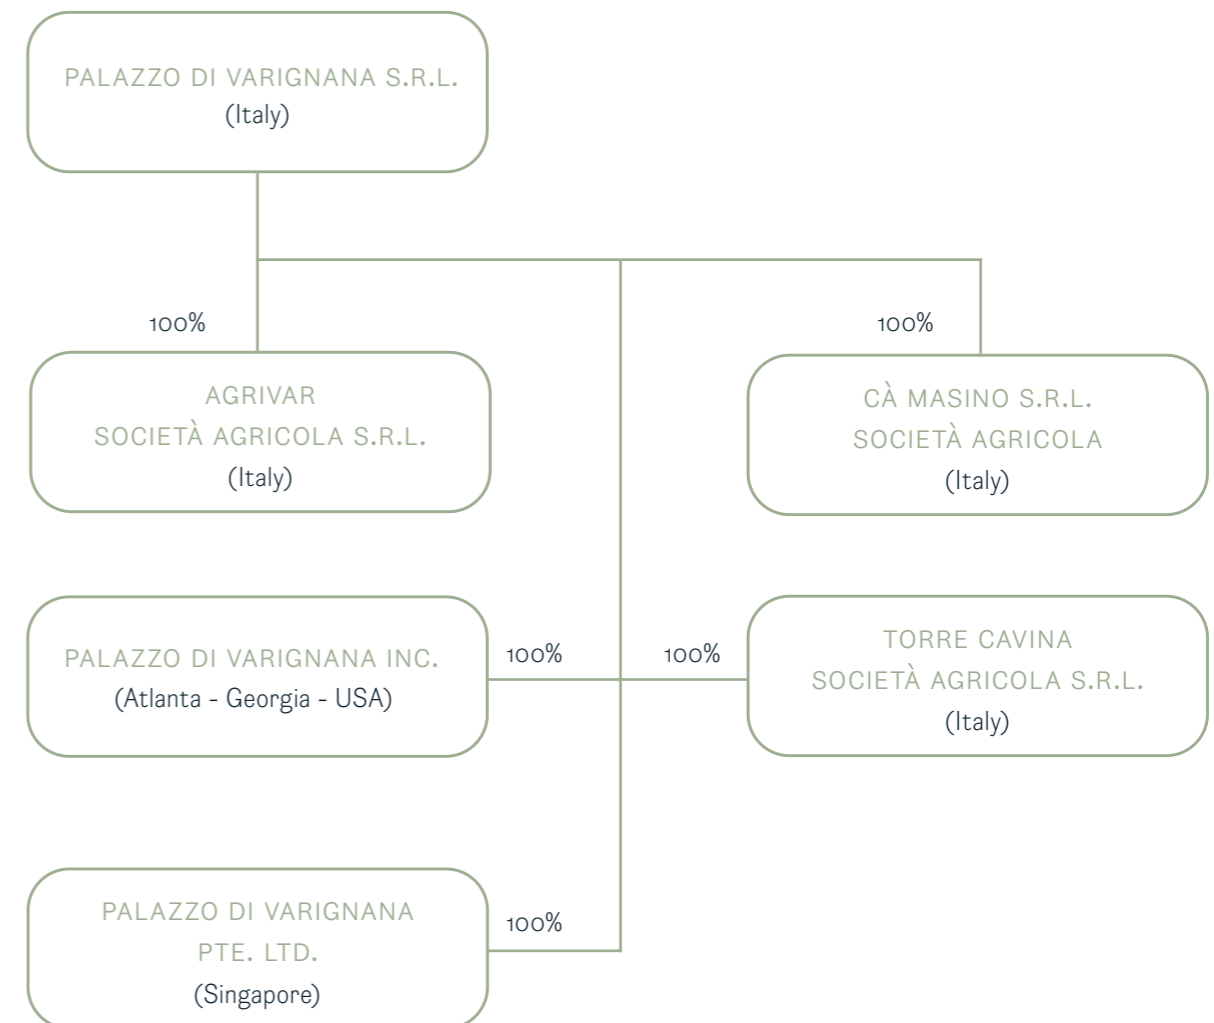 PALAZZO DI VARIGNANA S.R.L.
(Italy)
100%
100%
AGRIVAR
SOCIETÀ AGRICOLA S.R.L.
(Italy)
CÀ MASINO S.R.L.
SOCIETÀ AGRICOLA
(Italy)
PALAZZO DI VARIGNANA INC.
(Atlanta - Georgia - USA)
100%
100%
TORRE CAVINA
SOCIETÀ AGRICOLA S.R.L.
(Italy)
PALAZZO DI VARIGNANA
PTE. LTD.
(Singapore)
100%